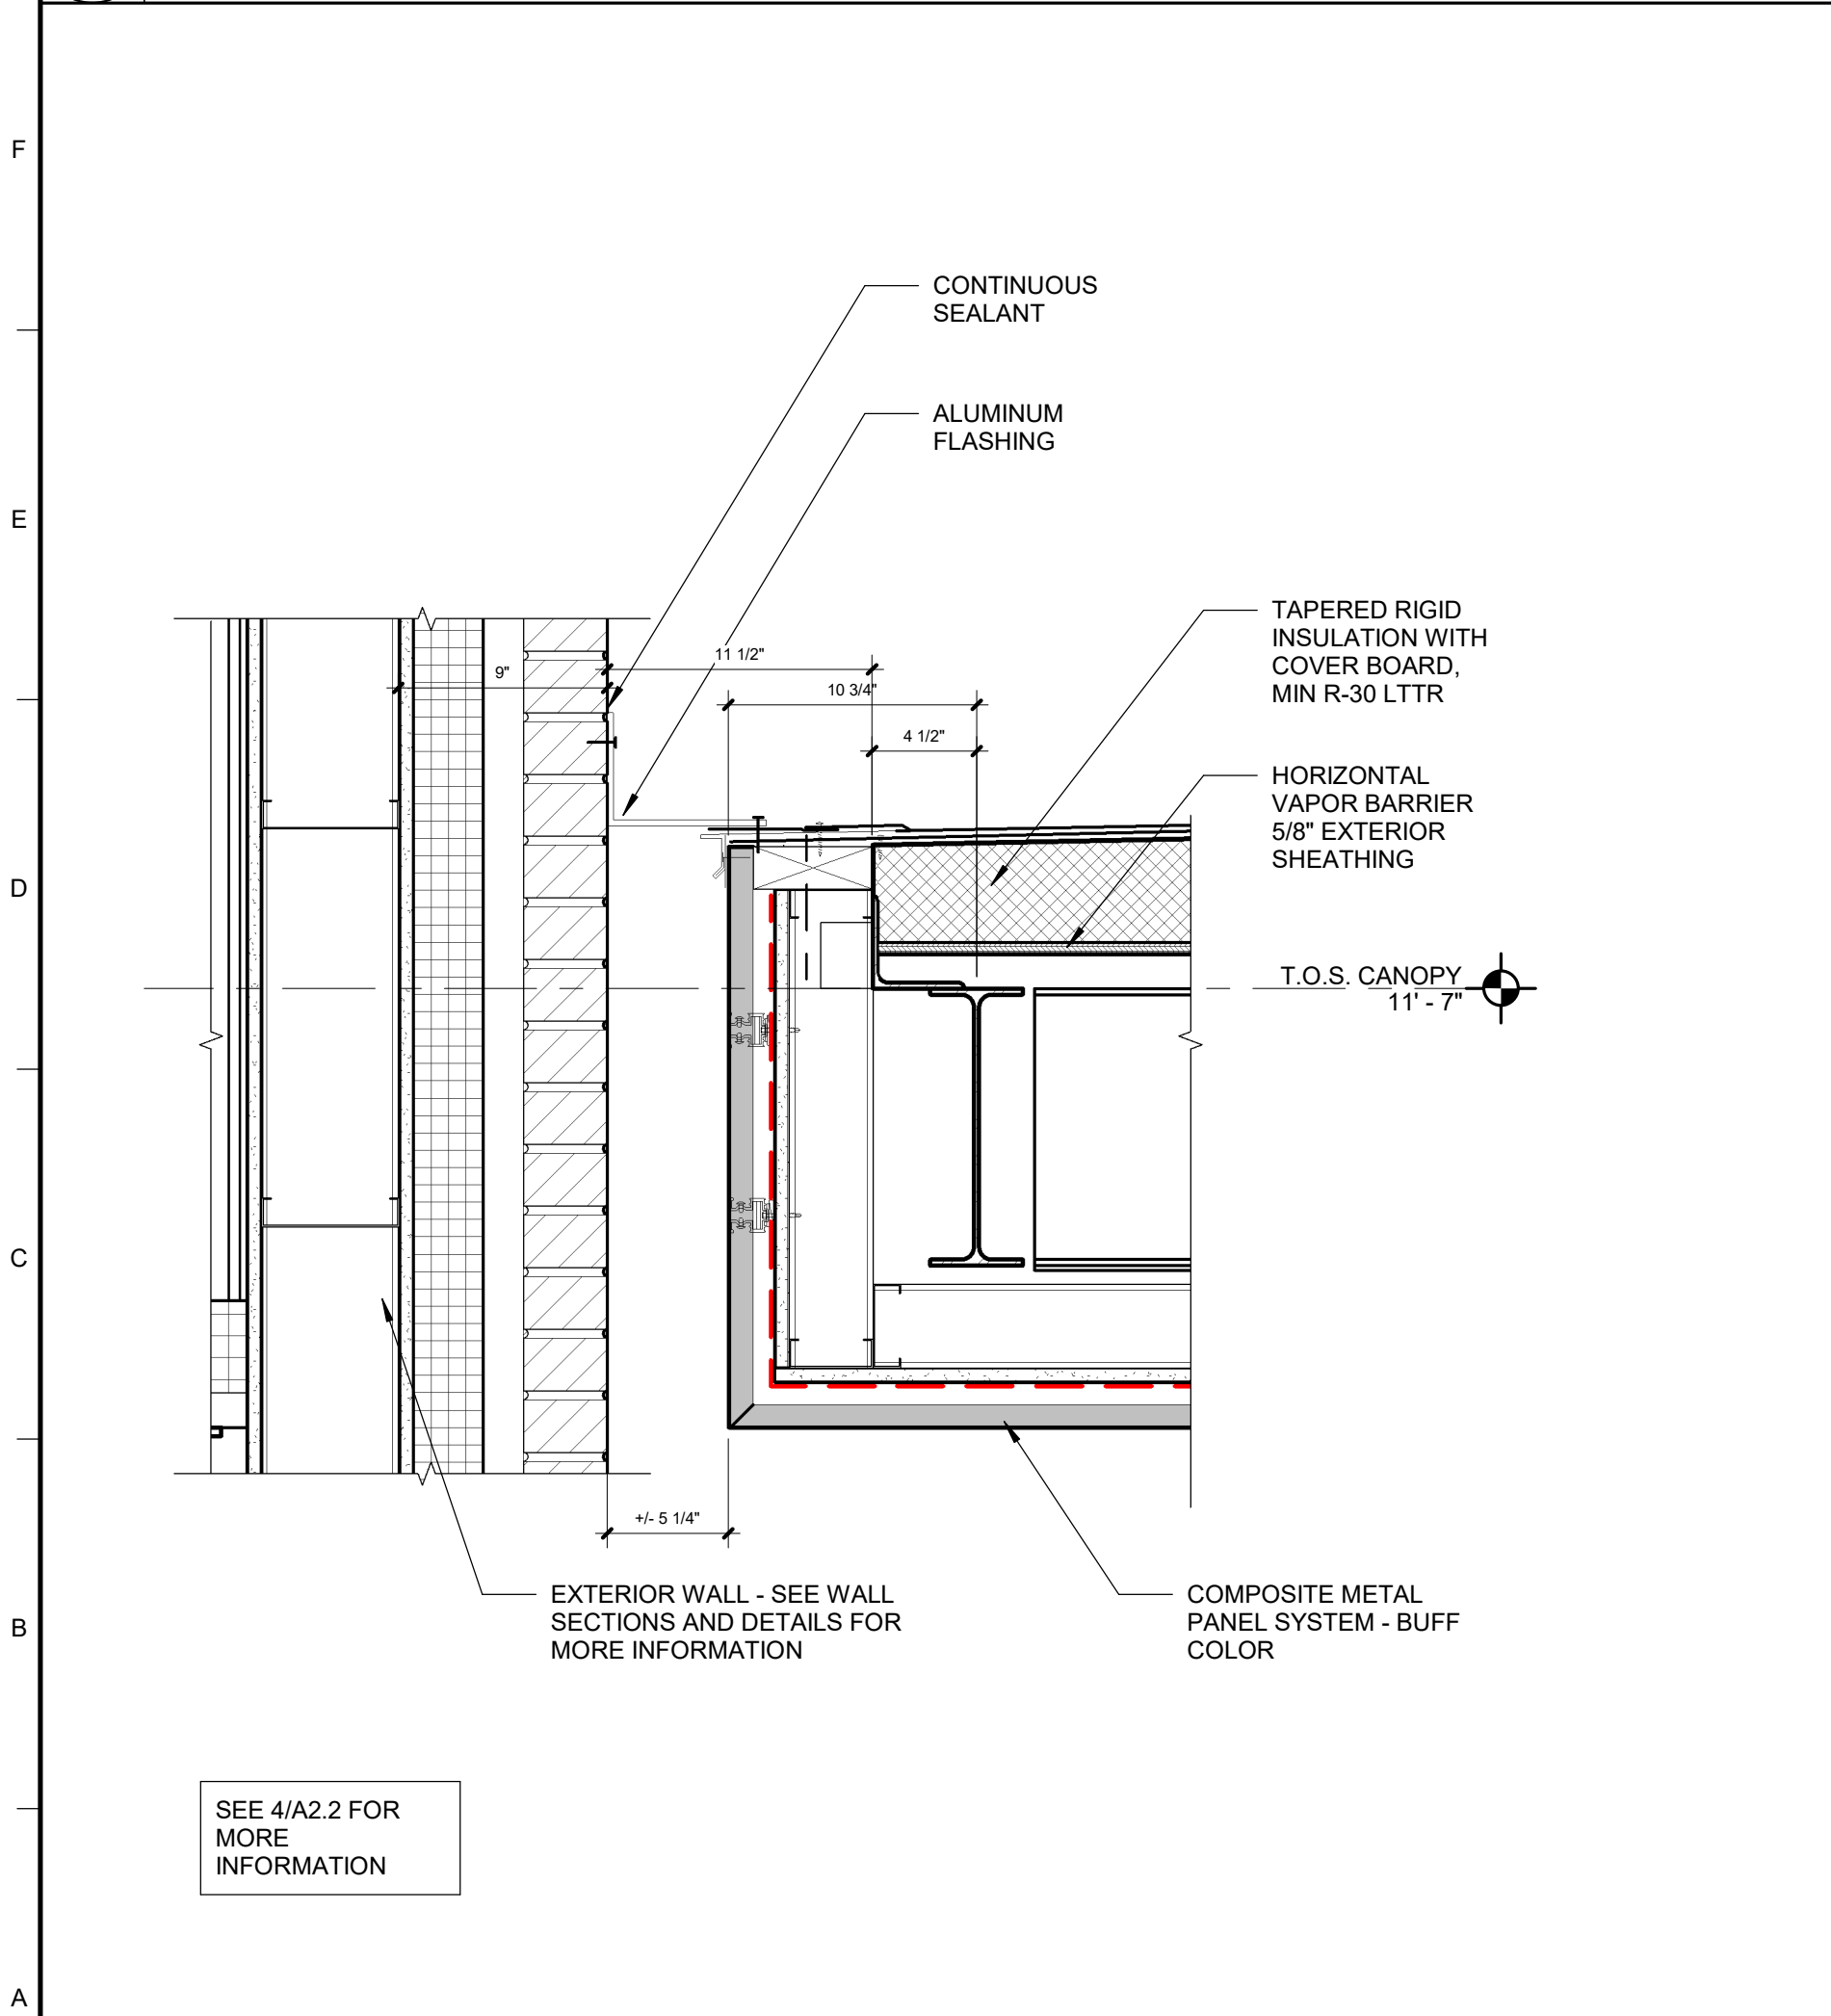 F
CONTINUOUS
SEALANT
ALUMINUM
FLASHING
E
TAPERED RIGID
INSULATION WITH
COVER BOARD,
MIN R-30 LTTR
11 1/2"
9"
10 3/4"
4 1/2"
HORIZONTAL
VAPOR BARRIER
5/8" EXTERIOR
SHEATHING
D
T.O.S. CANOPY
11' - 7"
C
+/- 5 1/4"
EXTERIOR WALL - SEE WALL
SECTIONS AND DETAILS FOR
MORE INFORMATION
COMPOSITE METAL
PANEL SYSTEM - BUFF
COLOR
B
SEE 4/A2.2 FOR
MORE
INFORMATION
A